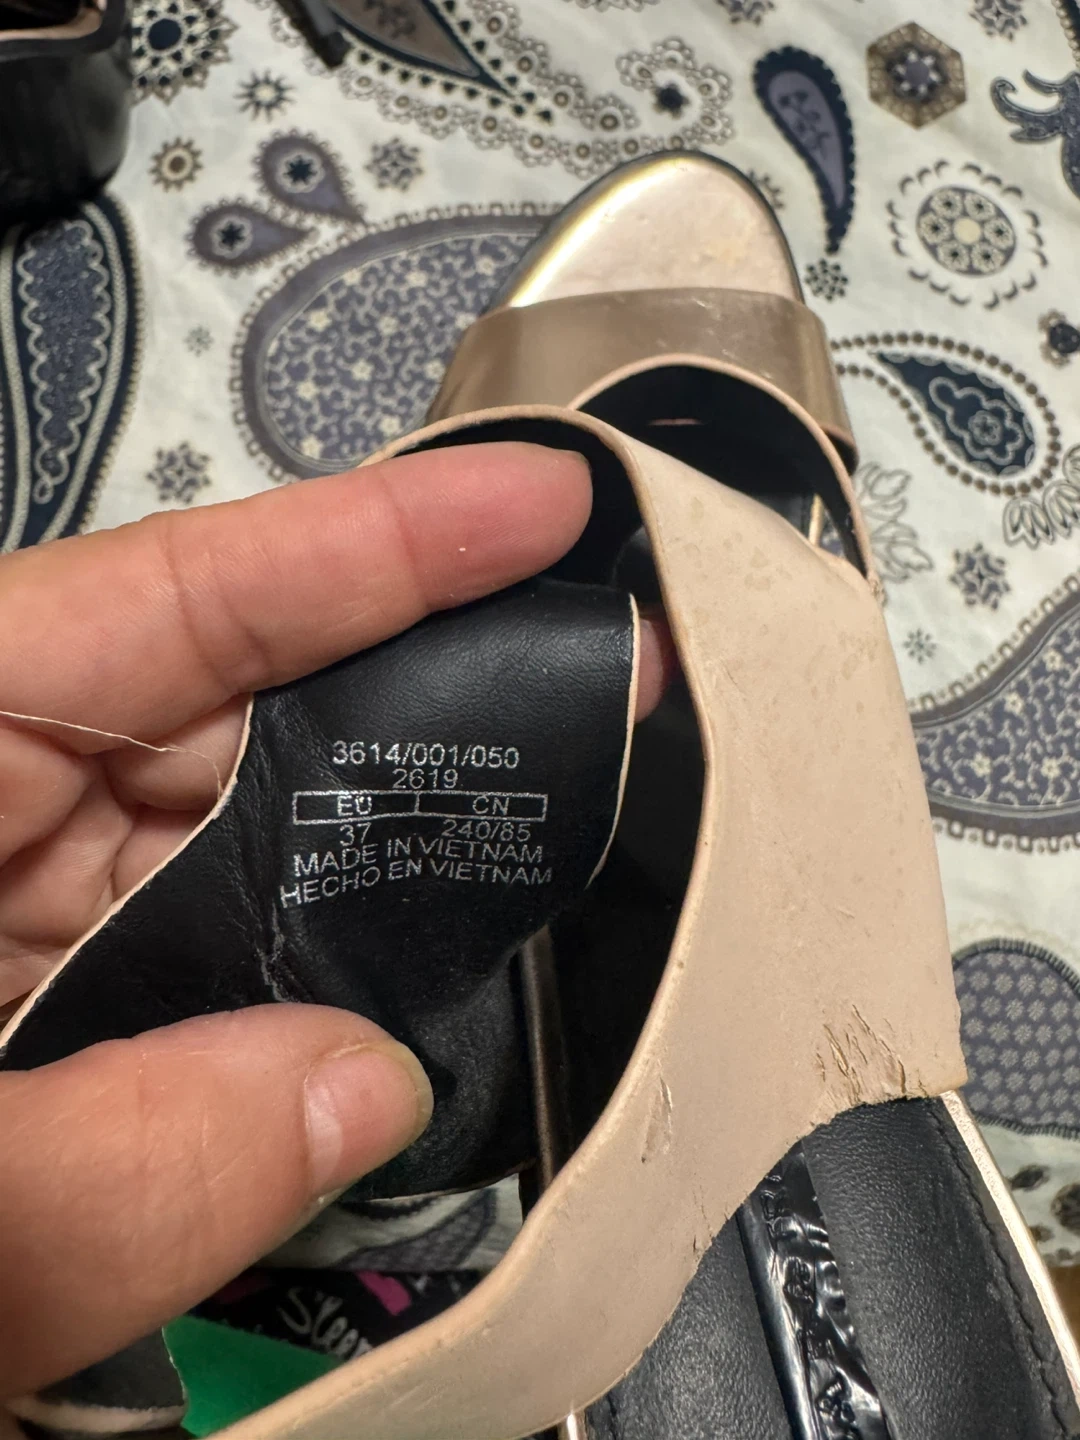 3614/001/050
2619
EU CN
37 240/85
MADE IN VIETNAM
HECHO EN VIETNAM